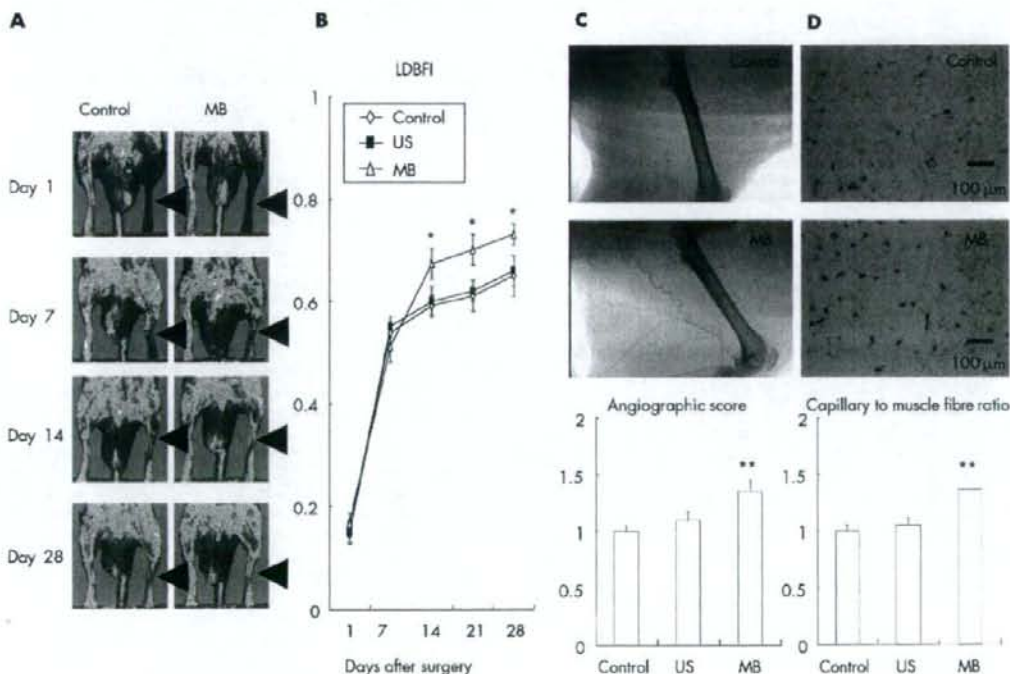 A
B
C
D
Control MB
Day 1
Day 7
Day 14
Day 28
LDBFI
Control
US
MB
*
*
*
1
0.8
0.6
0.4
0.2
0
1 7 14 21 28
Days after surgery
Control
MB
Control
100 μm
MB
100 μm
Angiographic score
2
1.5
1
0.5
0
**
Control US MB
Capillary to muscle fibre ratio
2
1.5
1
0.5
0
**
Control US MB